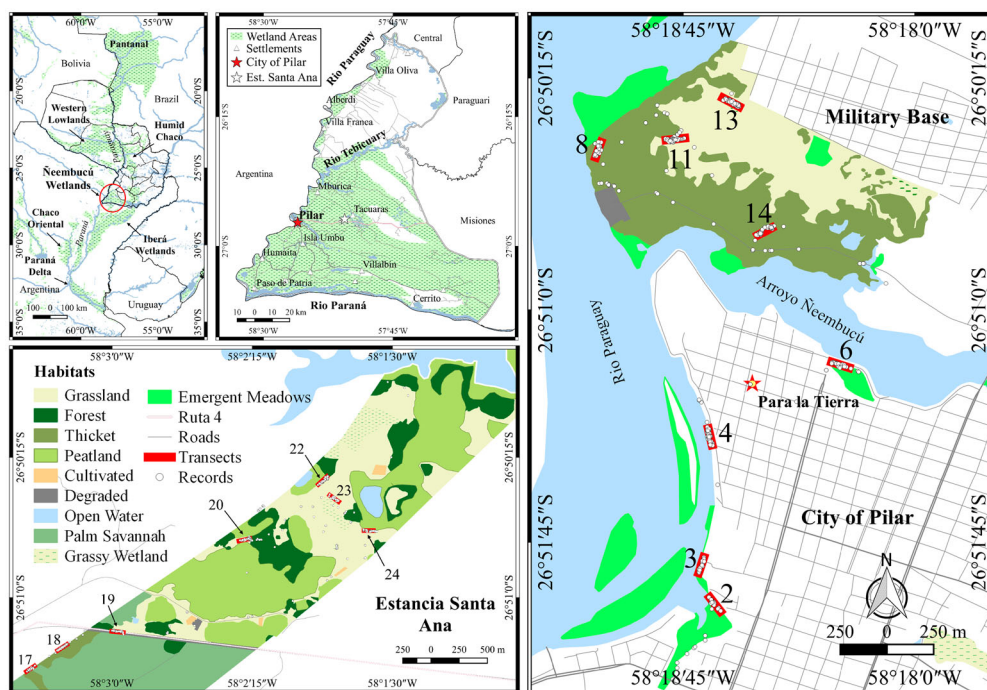 60°0'W 55°0'W
Pantanal
Bolivia
Brazil
Western
Lowlands
Humid
Chaco
Ñeembucú
Wetlands
Chaco
Oriental
Paraná
Iberá
Wetlands
Paraná
Delta
Argentina
Uruguay
100 0 100 km
60°0'W 55°0'W
20°0'S
25°0'S
30°0'S
35°0'S
58°30'W 57°45'W
Wetland Areas
Settlements
City of Pilar
Est. Santa Ana
Río Paraguay
Central
Villa Oliva
Paraguari
Alberdi
Villa Franca
Río Tebicuary
Argentina
Mburica
Pilar
Tacuaras
Misiones
Isla Umbu
Humaita
Villalbin
Paso de Patria
Cerrito
Río Paraná
10 0 10 20 km
58°30'W 57°45'W
26°15'S
27°0'S
26°15'S
27°0'S
58°3'0"W 58°2'15"W 58°1'30"W
Habitats
Grassland
Forest
Thicket
Peatland
Cultivated
Degraded
Open Water
Palm Savannah
Grassy Wetland
Emergent Meadows
Ruta 4
Roads
Transects
Records
22
23
20
24
19
18
17
Estancia Santa
Ana
500 0 500 m
58°3'0"W 58°2'15"W 58°1'30"W
26°50'15"S
26°51'0"S
26°50'15"S
26°51'0"S
58°18'45"W 58°18'0"W
Military Base
13
8
11
14
Arroyo Ñeembucú
Río Paraguay
6
Para la Tierra
4
City of Pilar
3
2
N
250 0 250 m
58°18'45"W 58°18'0"W
26°50'15"S
26°51'0"S
26°51'45"S
26°50'15"S
26°51'0"S
26°51'45"S